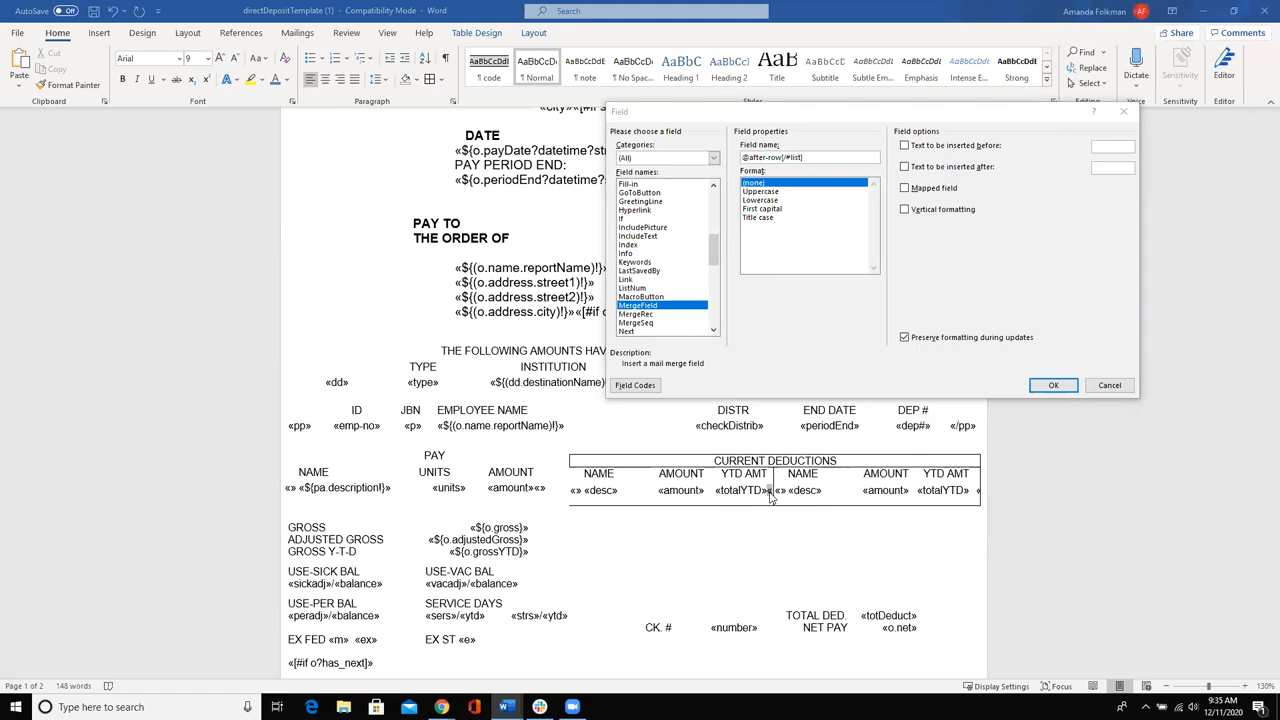 AutoSave Off directDepositTemplate (1) - Compatibility Mode Search Amanda Folkman AF
File Home Insert Design Layout References Mailings Review View Help Table Design Layout Share Comments
Paste Cut Copy Format Painter
Clipboard
Arial 9
Font
Paragraph
¶ code ¶ Normal ¶ note ¶ No Spac... Heading 1 Heading 2 Title Subtitle Subtle Em... Emphasis Intense E... Strong
Styles
Find Replace Select
Editing
Dictate
Voice
Sensitivity
Sensitivity
Editor
Editor
«city»«[#if s
DATE
«${o.payDate?datetime?st
PAY PERIOD END:
«${o.periodEnd?datetime?s
PAY TO
THE ORDER OF
«${(o.name.reportName)!}»
«${(o.address.street1)!}»
«${(o.address.street2)!}»
«${(o.address.city)!}»«[#if o
THE FOLLOWING AMOUNTS HAV
TYPE INSTITUTION
«dd» «type» «${(dd.destinationName)
ID JBN EMPLOYEE NAME DISTR END DATE DEP #
«pp» «emp-no» «p» «${(o.name.reportName)!}» «checkDistrib» «periodEnd» «dep#» «/pp»
PAY CURRENT DEDUCTIONS
NAME UNITS AMOUNT NAME AMOUNT YTD AMT NAME AMOUNT YTD AMT
«» «${pa.description!}» «units» «amount»«» «» «desc» «amount» «totalYTD»« «» «desc» «amount» «totalYTD» «
GROSS «${o.gross}»
ADJUSTED GROSS «${o.adjustedGross}»
GROSS Y-T-D «${o.grossYTD}»
USE-SICK BAL USE-VAC BAL
«sickadj»/«balance» «vacadj»/«balance»
USE-PER BAL SERVICE DAYS TOTAL DED. «totDeduct»
«peradj»/«balance» «sers»/«ytd» «strs»/«ytd»
CK. # «number» NET PAY «o.net»
EX FED «m» «ex» EX ST «e»
«[#if o?has_next]»
Field ? 
Please choose a field
Categories:
(All)
Field names:
Fill-in
GoToButton
GreetingLine
Hyperlink
If
IncludePicture
IncludeText
Index
Info
Keywords
LastSavedBy
Link
ListNum
MacroButton
MergeField
MergeRec
MergeSeq
Next
Description:
Insert a mail merge field
Field Codes
Field properties
Field name:
@after-row[/#list]
Format:
(none)
Uppercase
Lowercase
First capital
Title case
Field options
Text to be inserted before:
Text to be inserted after:
Mapped field
Vertical formatting
Preserve formatting during updates
OK Cancel
Page 1 of 2 148 words Display Settings Focus 130%
Type here to search 9:35 AM
12/11/2020